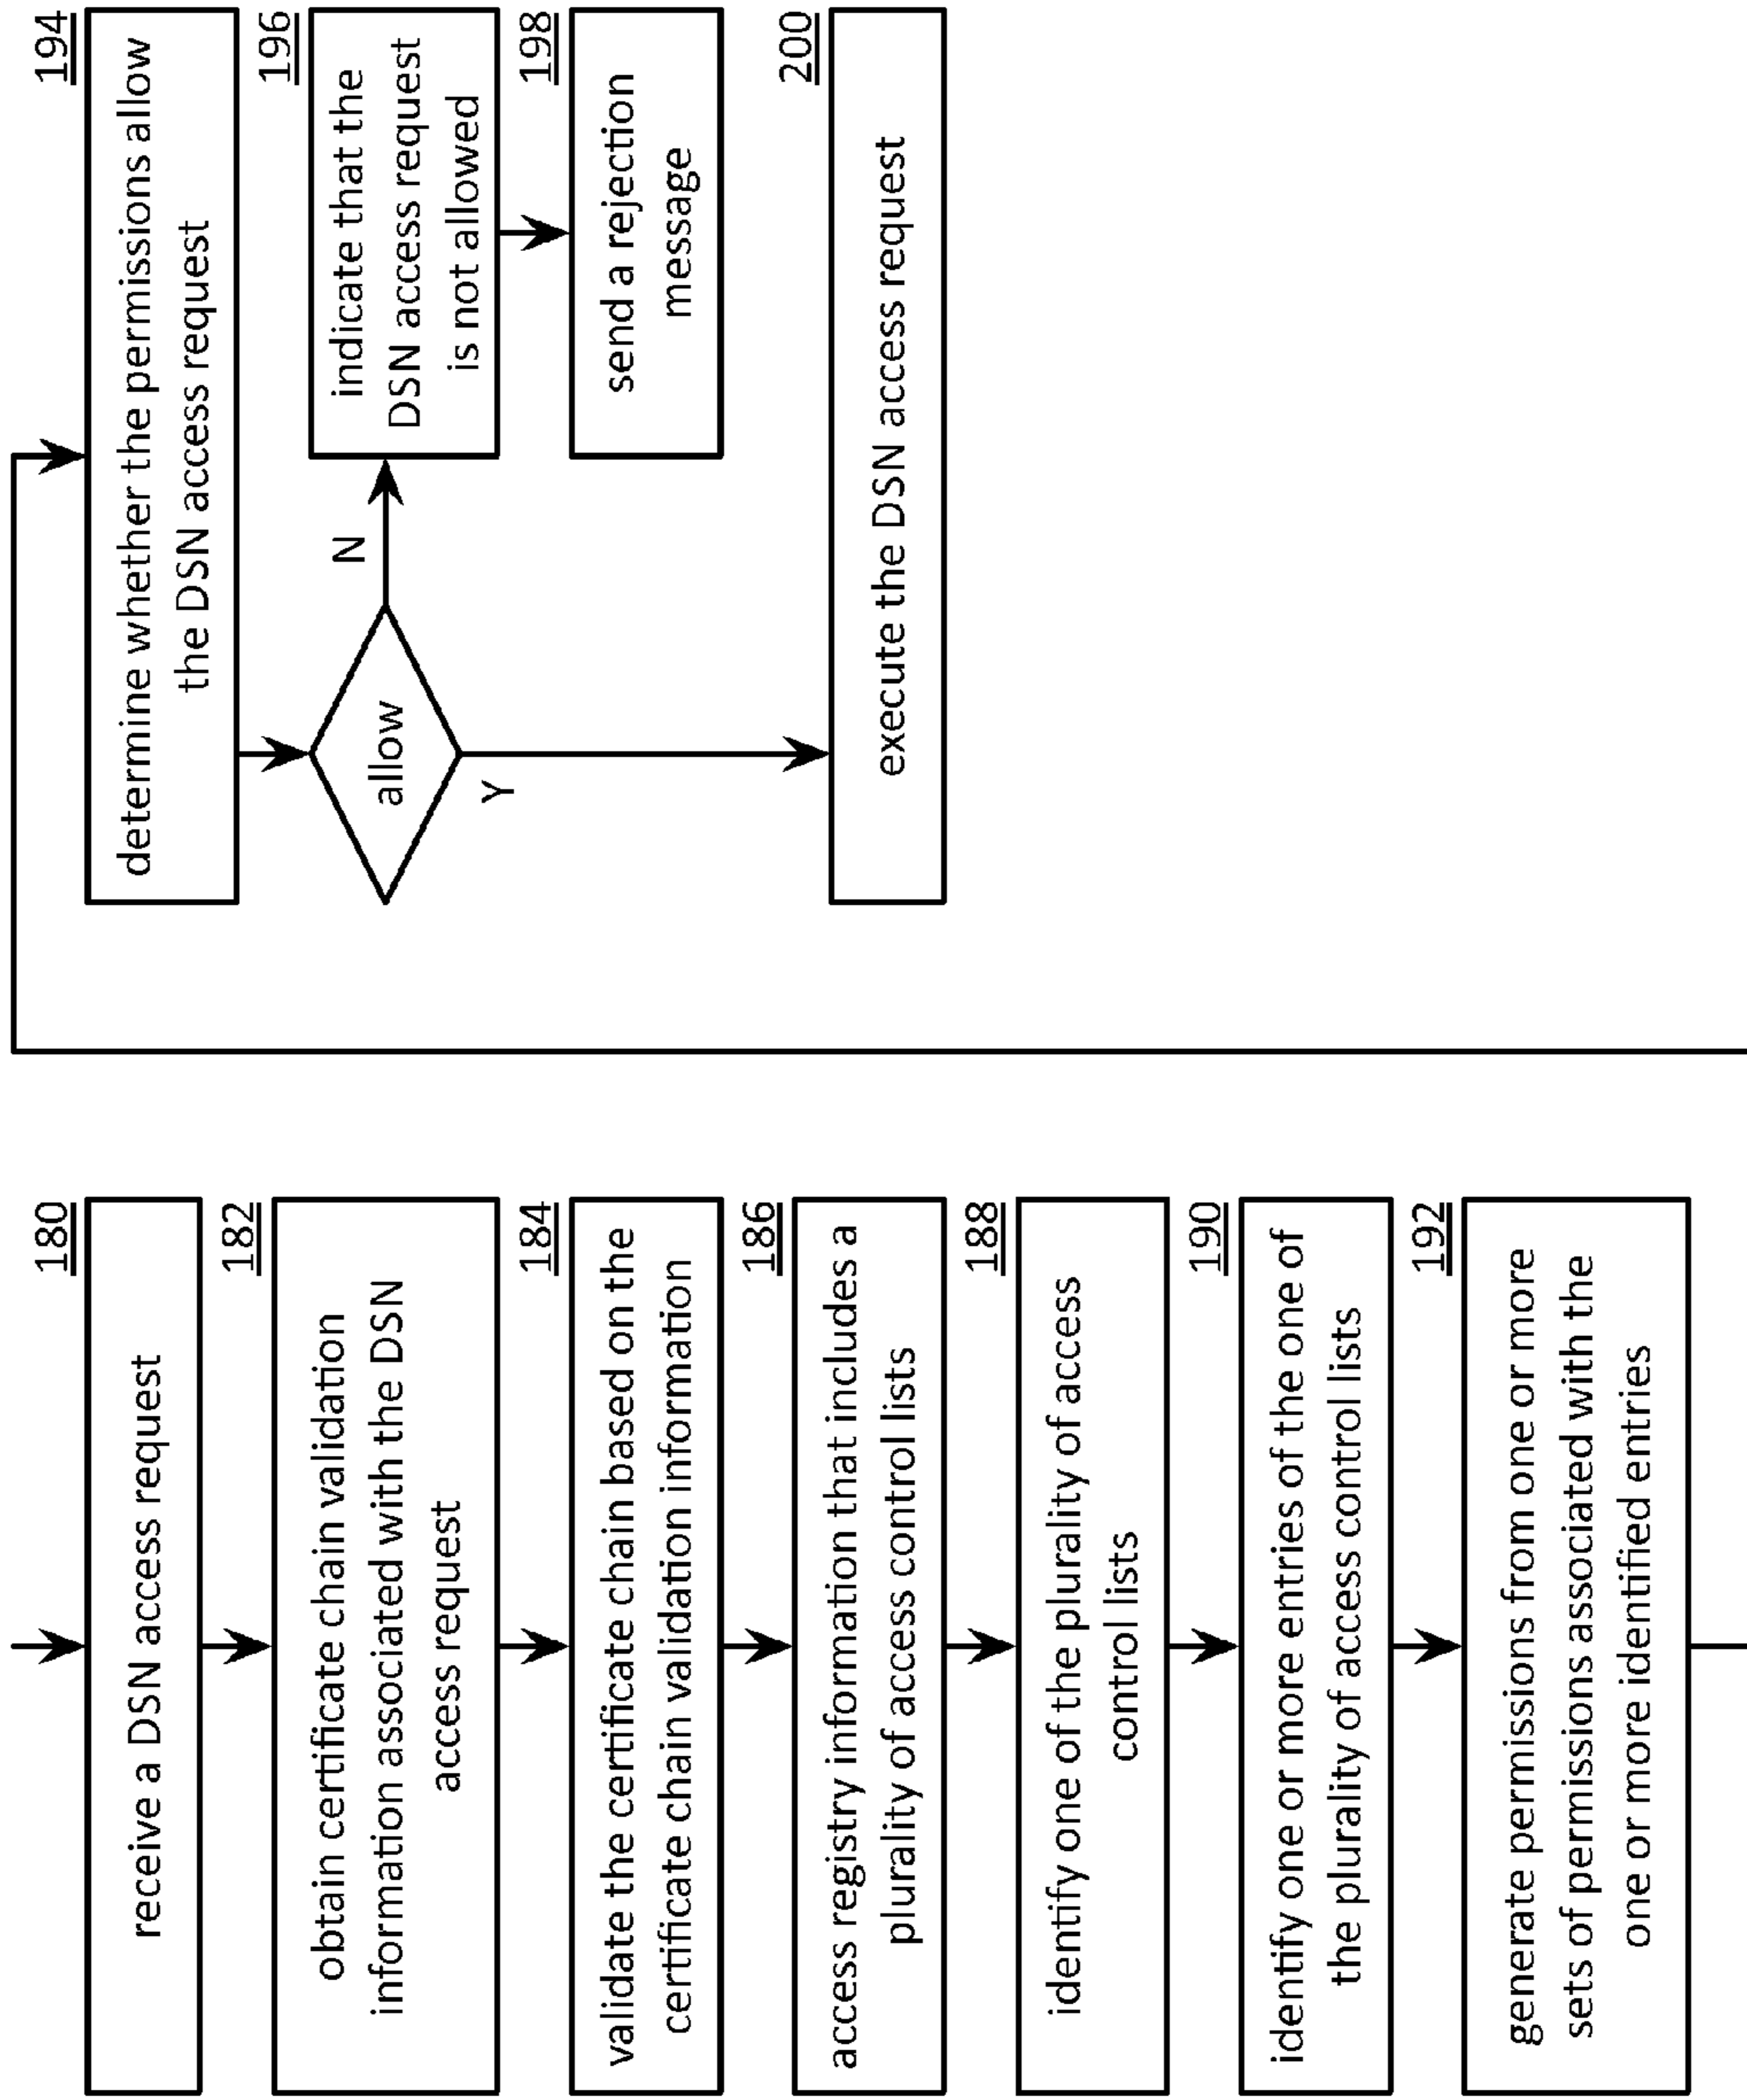 180
receive a DSN access request
182
obtain certificate chain validation
information associated with the DSN
access request
184
validate the certificate chain based on the
certificate chain validation information
186
access registry information that includes a
plurality of access control lists
188
identify one of the plurality of access
control lists
190
identify one or more entries of the one of
the plurality of access control lists
192
generate permissions from one or more
sets of permissions associated with the
one or more identified entries
194
determine whether the permissions allow
the DSN access request
allow
N
Y
196
indicate that the
DSN access request
is not allowed
198
send a rejection
message
200
execute the DSN access request